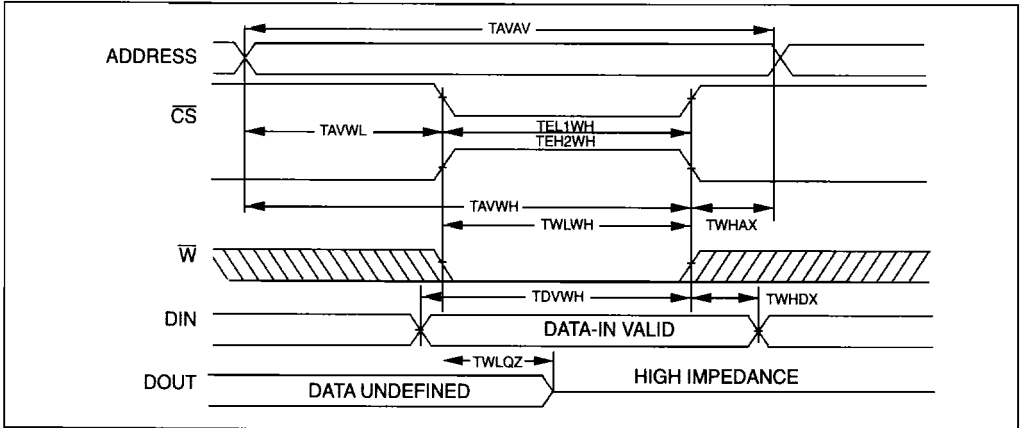 TAVAV
ADDRESS
CS
TAVWL
TEL1WH
TEH2WH
TAVWH
TWLWH
TWHAX
W
TDVWH
TWHDX
DIN
DATA-IN VALID
TWLQZ
DOUT
DATA UNDEFINED
HIGH IMPEDANCE